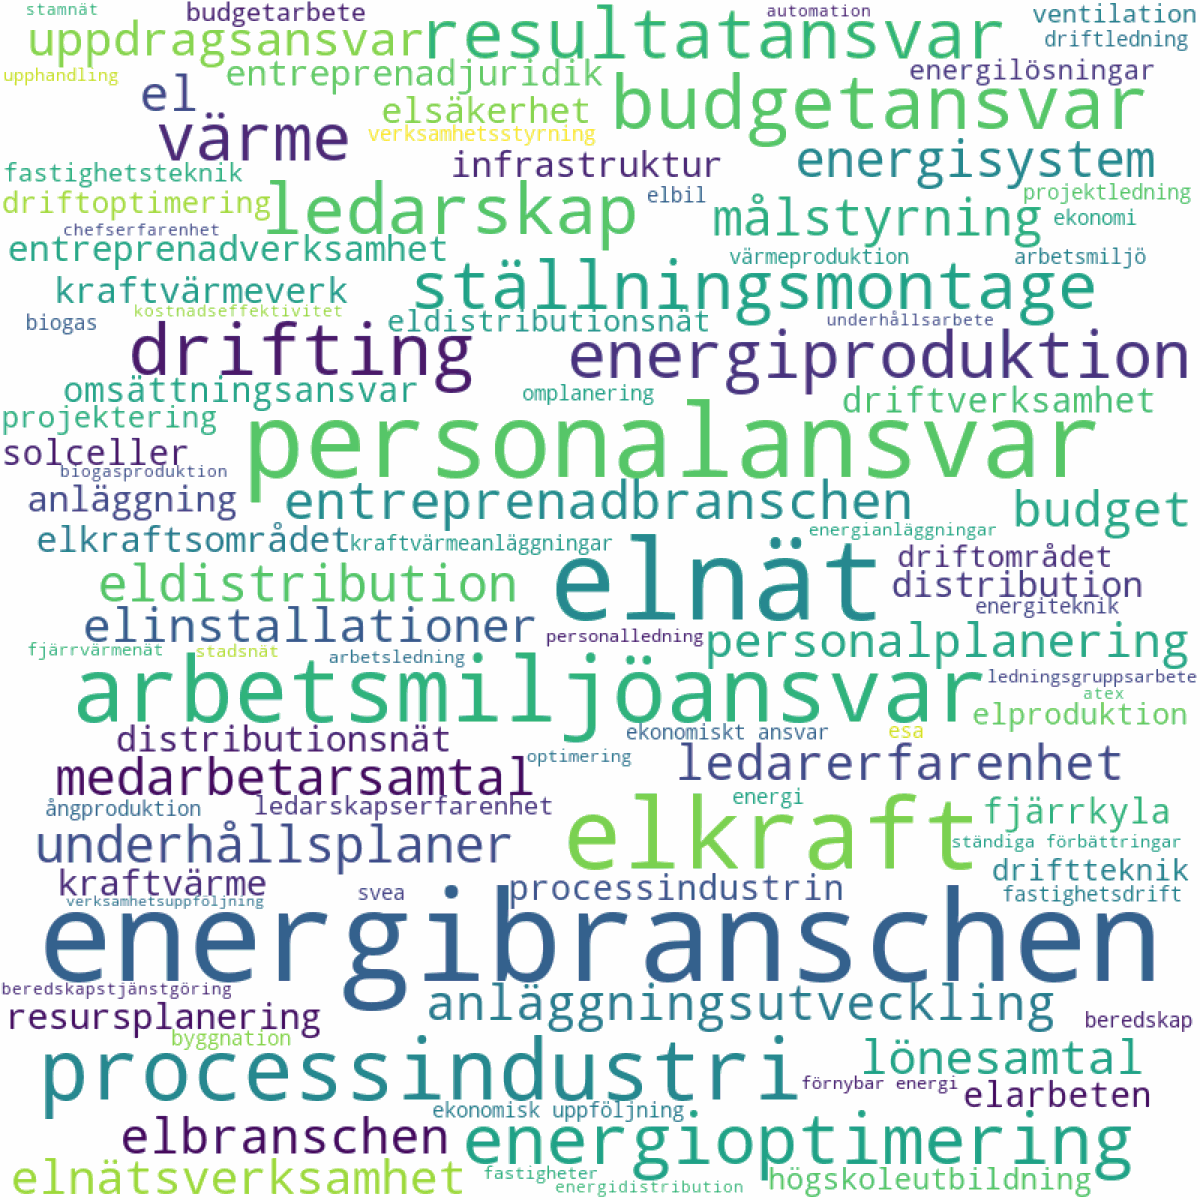 stamnät
budgetarbete
automation
ventilation
uppdragsansvar
resultatansvar
driftledning
upphandling
entreprenadjuridik
energilösningar
el
elsäkerhet
budgetansvar
värme
verksamhetsstyrning
infrastruktur
energisystem
fastighetsteknik
driftoptimering
ledarskap
elbil
målstyrning
projektledning
ekonomi
chefserfarenhet
entreprenadverksamhet
värmeproduktion
arbetsmiljö
kraftvärmeverk
ställningsmontage
kostnadseffektivitet
biogas
eldistributionsnät
underhållsarbete
drifting
energiproduktion
omsättningsansvar
omplanering
driftverksamhet
projektering
personalansvar
solceller
biogasproduktion
anläggning
entreprenadbranschen
budget
elkraftsområdet
kraftvärmeanläggningar
energianläggningar
elnät
driftområdet
eldistribution
distribution
energiteknik
elinstallationer
personalledning
personalplanering
fjärrvärmenät
stadsnät
arbetsledning
arbetsmiljöansvar
ledningsgruppsarbete
atex
elproduktion
distributionsnät
ekonomiskt ansvar
esa
medarbetarsamtal
optimering
ledarerfarenhet
ångproduktion
ledarskapserfarenhet
energi
fjärrkyla
underhållsplaner
elkraft
ständiga förbättringar
driftteknik
kraftvärme
svea
processindustrin
fastighetsdrift
verksamhetsuppföljning
energibranschen
beredskapstjänstgöring
anläggningsutveckling
resursplanering
beredskap
byggnation
processindustri
lönesamtal
förnybar energi
elarbeten
ekonomisk uppföljning
elbranschen
energioptimering
elnätsverksamhet
fastigheter
energidistribution
högskoleutbildning